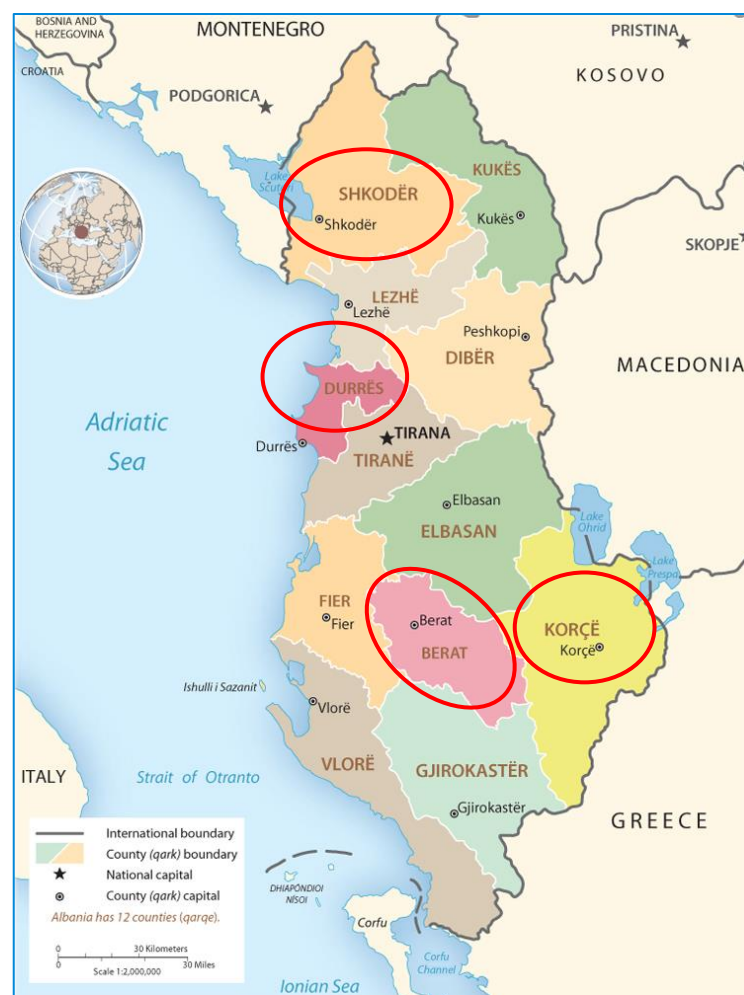 BOSNIA AND
HERZEGOVINA
MONTENEGRO
PRISTINA
CROATIA
KOSOVO
PODGORICA
Lake
Scutari
KUKËS
SHKODËR
Shkodër
Kukës
SKOPJE
LEZHË
Lezhë
Peshkopi
DIBËR
MACEDONIA
DURRËS
Adriatic
Sea
TIRANA
Durrës
TIRANË
Elbasan
Lake
Ohrid
ELBASAN
Lake
Prespa
FIER
Fier
Berat
BERAT
KORÇË
Korçë
Ishulli i Sazanit
Vlorë
VLORË
GJIROKASTËR
ITALY
Strait of Otranto
Gjirokastër
GREECE
International boundary
County (qark) boundary
National capital
County (qark) capital
Albania has 12 counties (qarqe).
0 30 Kilometers
0 30 Miles
Scale 1:2,000,000
DHIAPÓNDIOI
NÍSOI
Corfu
Corfu
Channel
Ionian Sea